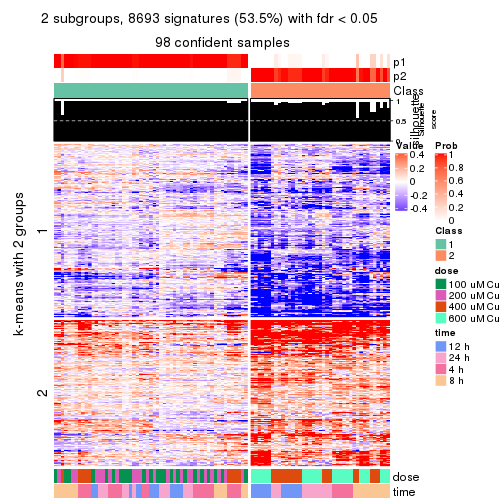 2 subgroups, 8693 signatures (53.5%) with fdr < 0.05
98 confident samples
p1
p2
Class
1
0.5
0
Silhouette
score
k-means with 2 groups
1
2
dose
time
Value
0.4
0.2
0
-0.2
-0.4
Prob
1
0.8
0.6
0.4
0.2
0
Class
1
2
dose
100 uM Cu
200 uM Cu
400 uM Cu
600 uM Cu
time
12 h
24 h
4 h
8 h